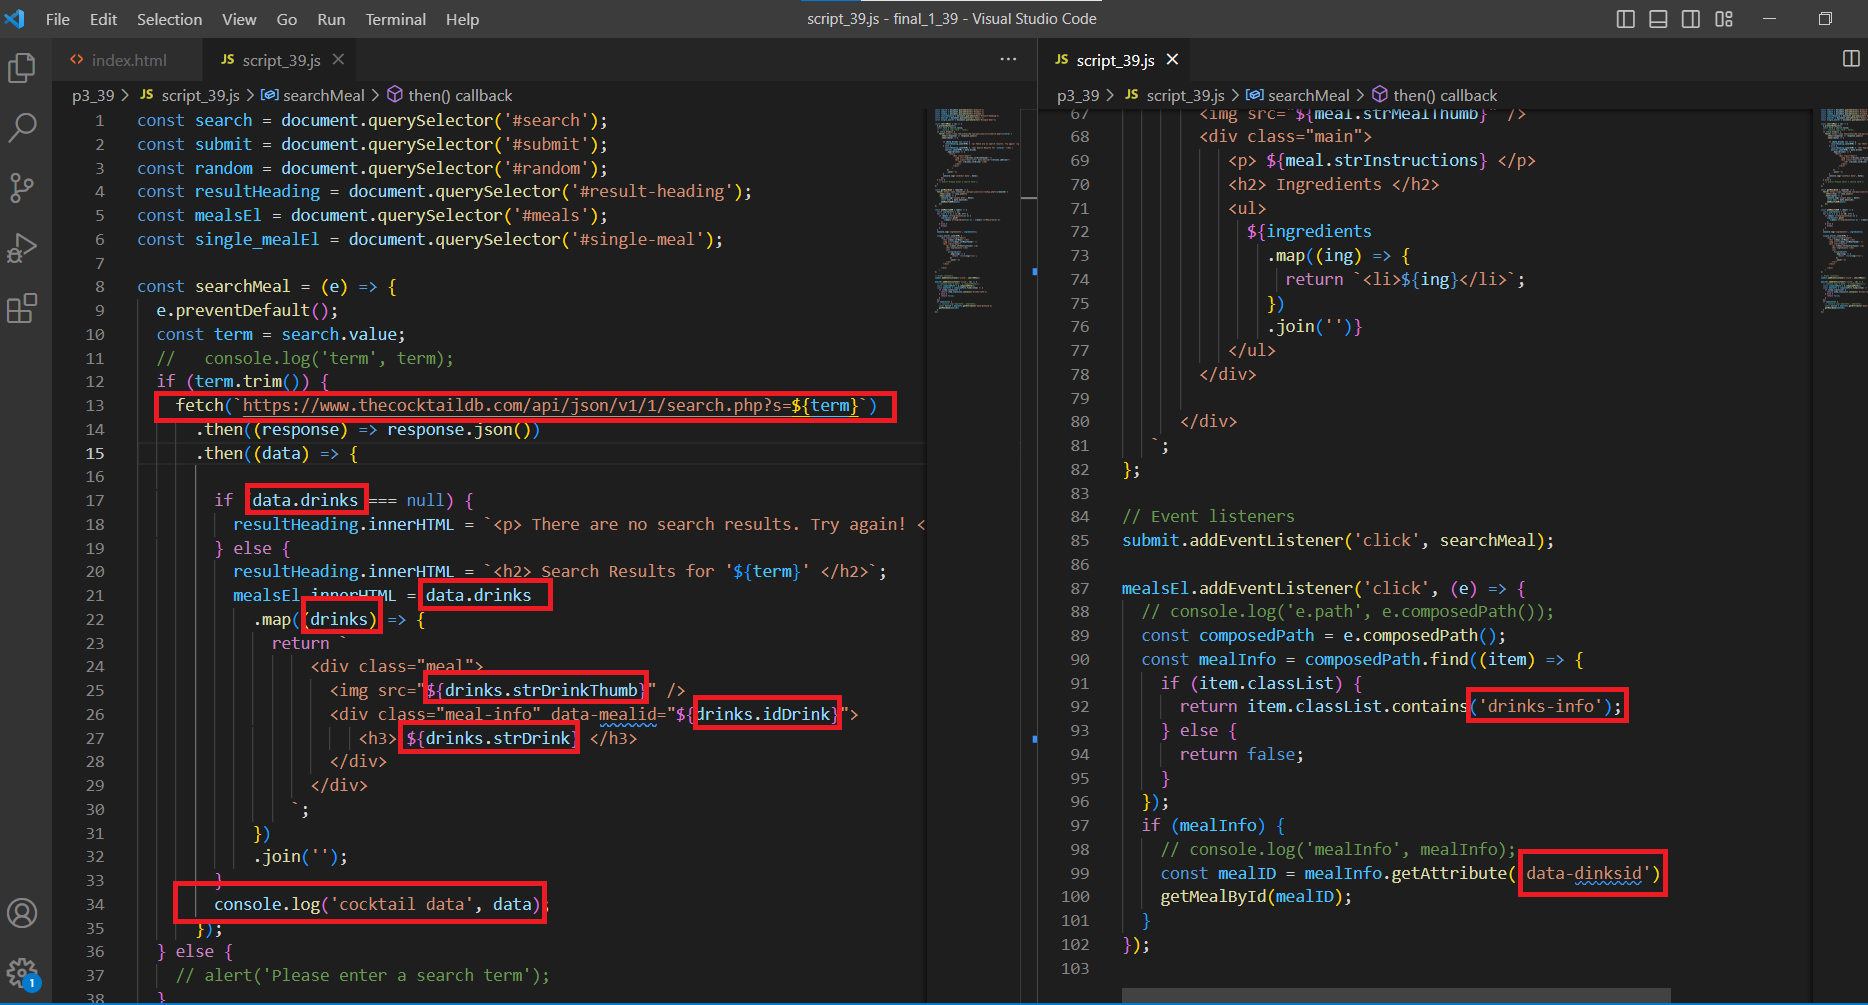 File Edit Selection View Go Run Terminal Help
script_39.js - final_1_39 - Visual Studio Code
index.html
JS script_39.js
p3_39 > JS script_39.js > searchMeal > then() callback
1 const search = document.querySelector('#search');
2 const submit = document.querySelector('#submit');
3 const random = document.querySelector('#random');
4 const resultHeading = document.querySelector('#result-heading');
5 const mealsEl = document.querySelector('#meals');
6 const single_mealEl = document.querySelector('#single-meal');
7
8 const searchMeal = (e) => {
9 e.preventDefault();
10 const term = search.value;
11 // console.log('term', term);
12 if (term.trim()) {
13 fetch(`https://www.thecocktaildb.com/api/json/v1/1/search.php?s=${term}`)
14 .then((response) => response.json())
15 .then((data) => {
16
17 if (data.drinks === null) {
18 resultHeading.innerHTML = `<p> There are no search results. Try again! <
19 } else {
20 resultHeading.innerHTML = `<h2> Search Results for '${term}' </h2>`;
21 mealsEl.innerHTML = data.drinks
22 .map((drinks) => {
23 return `
24 <div class="meal">
25 <img src="${drinks.strDrinkThumb}" />
26 <div class="meal-info" data-mealid="${drinks.idDrink}">
27 <h3> ${drinks.strDrink} </h3>
28 </div>
29 </div>
30 `;
31 })
32 .join('');
33 }
34 console.log('cocktail data', data);
35 });
36 } else {
37 // alert('Please enter a search term');
38 }
1
JS script_39.js
p3_39 > JS script_39.js > searchMeal > then() callback
67 <img src="${meal.strMealThumb}" />
68 <div class="main">
69 <p> ${meal.strInstructions} </p>
70 <h2> Ingredients </h2>
71 <ul>
72 ${ingredients
73 .map((ing) => {
74 return `<li>${ing}</li>`;
75 })
76 .join('')}
77 </ul>
78 </div>
79
80 </div>
81 `;
82 };
83
84 // Event listeners
85 submit.addEventListener('click', searchMeal);
86
87 mealsEl.addEventListener('click', (e) => {
88 // console.log('e.path', e.composedPath());
89 const composedPath = e.composedPath();
90 const mealInfo = composedPath.find((item) => {
91 if (item.classList) {
92 return item.classList.contains('drinks-info');
93 } else {
94 return false;
95 }
96 });
97 if (mealInfo) {
98 // console.log('mealInfo', mealInfo);
99 const mealID = mealInfo.getAttribute('data-dinksid')
100 getMealById(mealID);
101 }
102 });
103